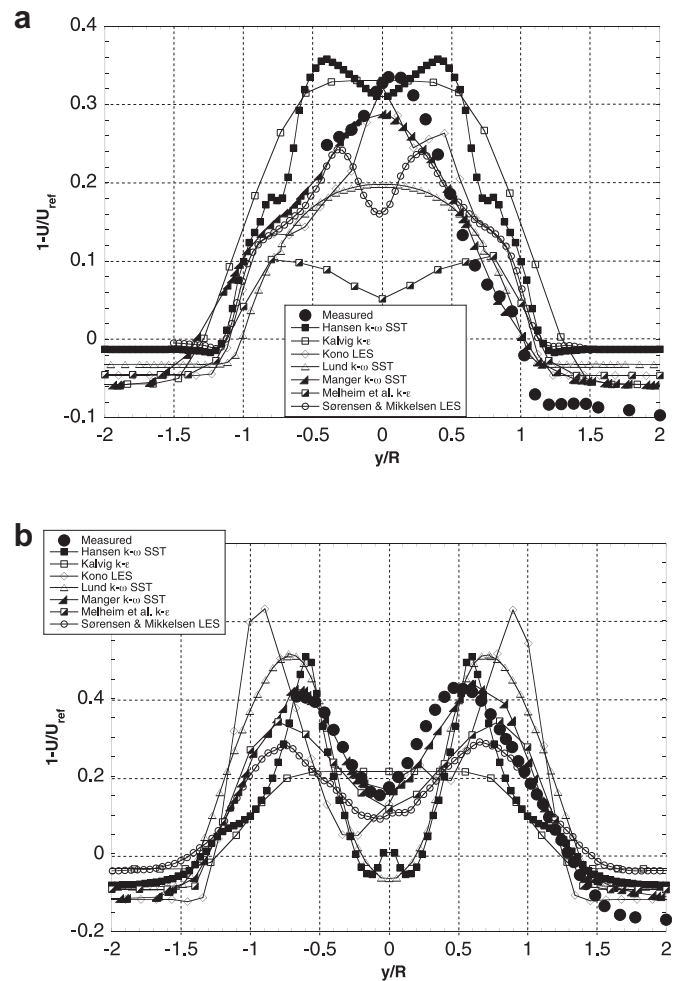 a
0.4
0.3
0.2
0.1
0
-0.1
1-U/Uref
Measured
Hansen k-ω SST
Kalvig k-ε
Kono LES
Lund k-ω SST
Manger k-ω SST
Melheim et al. k-ε
Sørensen & Mikkelsen LES
-2 -1.5 -1 -0.5 0 0.5 1 1.5 2
y/R
b
Measured
Hansen k-ω SST
Kalvig k-ε
Kono LES
Lund k-ω SST
Manger k-ω SST
Melheim et al. k-ε
Sørensen & Mikkelsen LES
0.4
0.2
0
-0.2
1-U/Uref
-2 -1.5 -1 -0.5 0 0.5 1 1.5 2
y/R